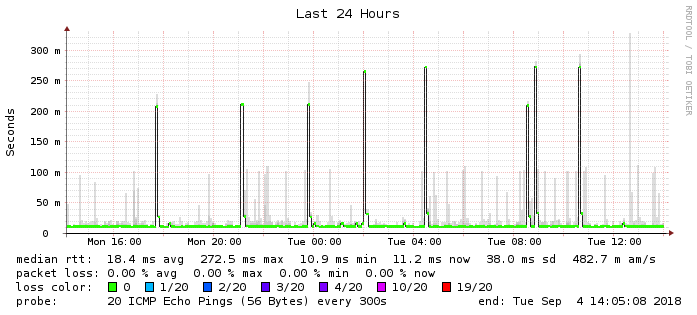 Last 24 Hours
RRDTOOL / TOBI OETIKER
Seconds
300 m
250 m
200 m
150 m
100 m
50 m
0
Mon 16:00 Mon 20:00 Tue 00:00 Tue 04:00 Tue 08:00 Tue 12:00
median rtt: 18.4 ms avg 272.5 ms max 10.9 ms min 11.2 ms now 38.0 ms sd 482.7 m am/s
packet loss: 0.00 % avg 0.00 % max 0.00 % min 0.00 % now
loss color: 0 1/20 2/20 3/20 4/20 10/20 19/20
probe: 20 ICMP Echo Pings (56 Bytes) every 300s end: Tue Sep 4 14:05:08 2018